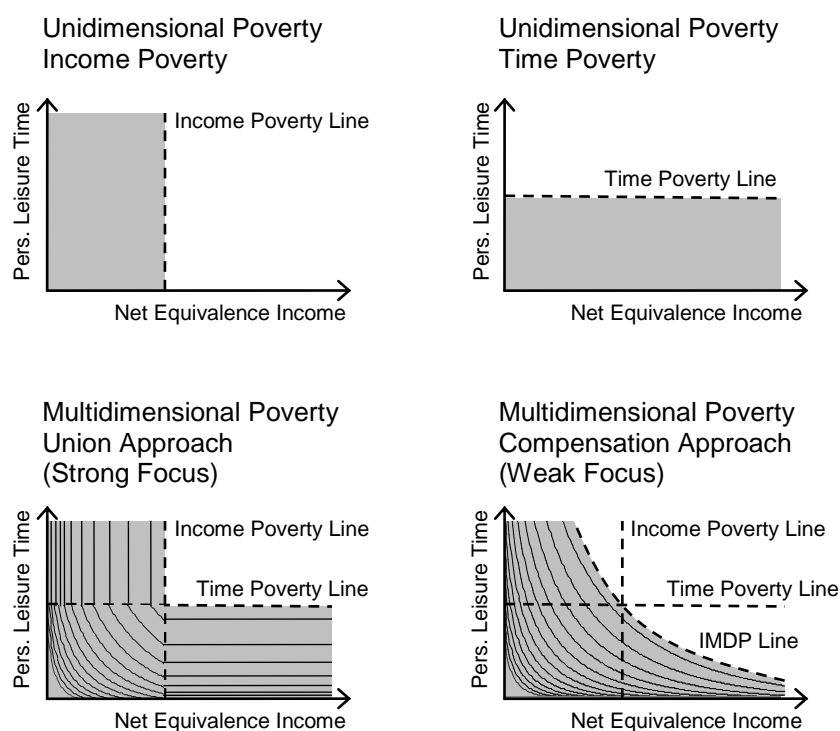 Unidimensional Poverty
Income Poverty
Pers. Leisure Time
Income Poverty Line
Net Equivalence Income
Unidimensional Poverty
Time Poverty
Pers. Leisure Time
Time Poverty Line
Net Equivalence Income
Multidimensional Poverty
Union Approach
(Strong Focus)
Pers. Leisure Time
Income Poverty Line
Time Poverty Line
Net Equivalence Income
Multidimensional Poverty
Compensation Approach
(Weak Focus)
Pers. Leisure Time
Income Poverty Line
Time Poverty Line
IMDP Line
Net Equivalence Income